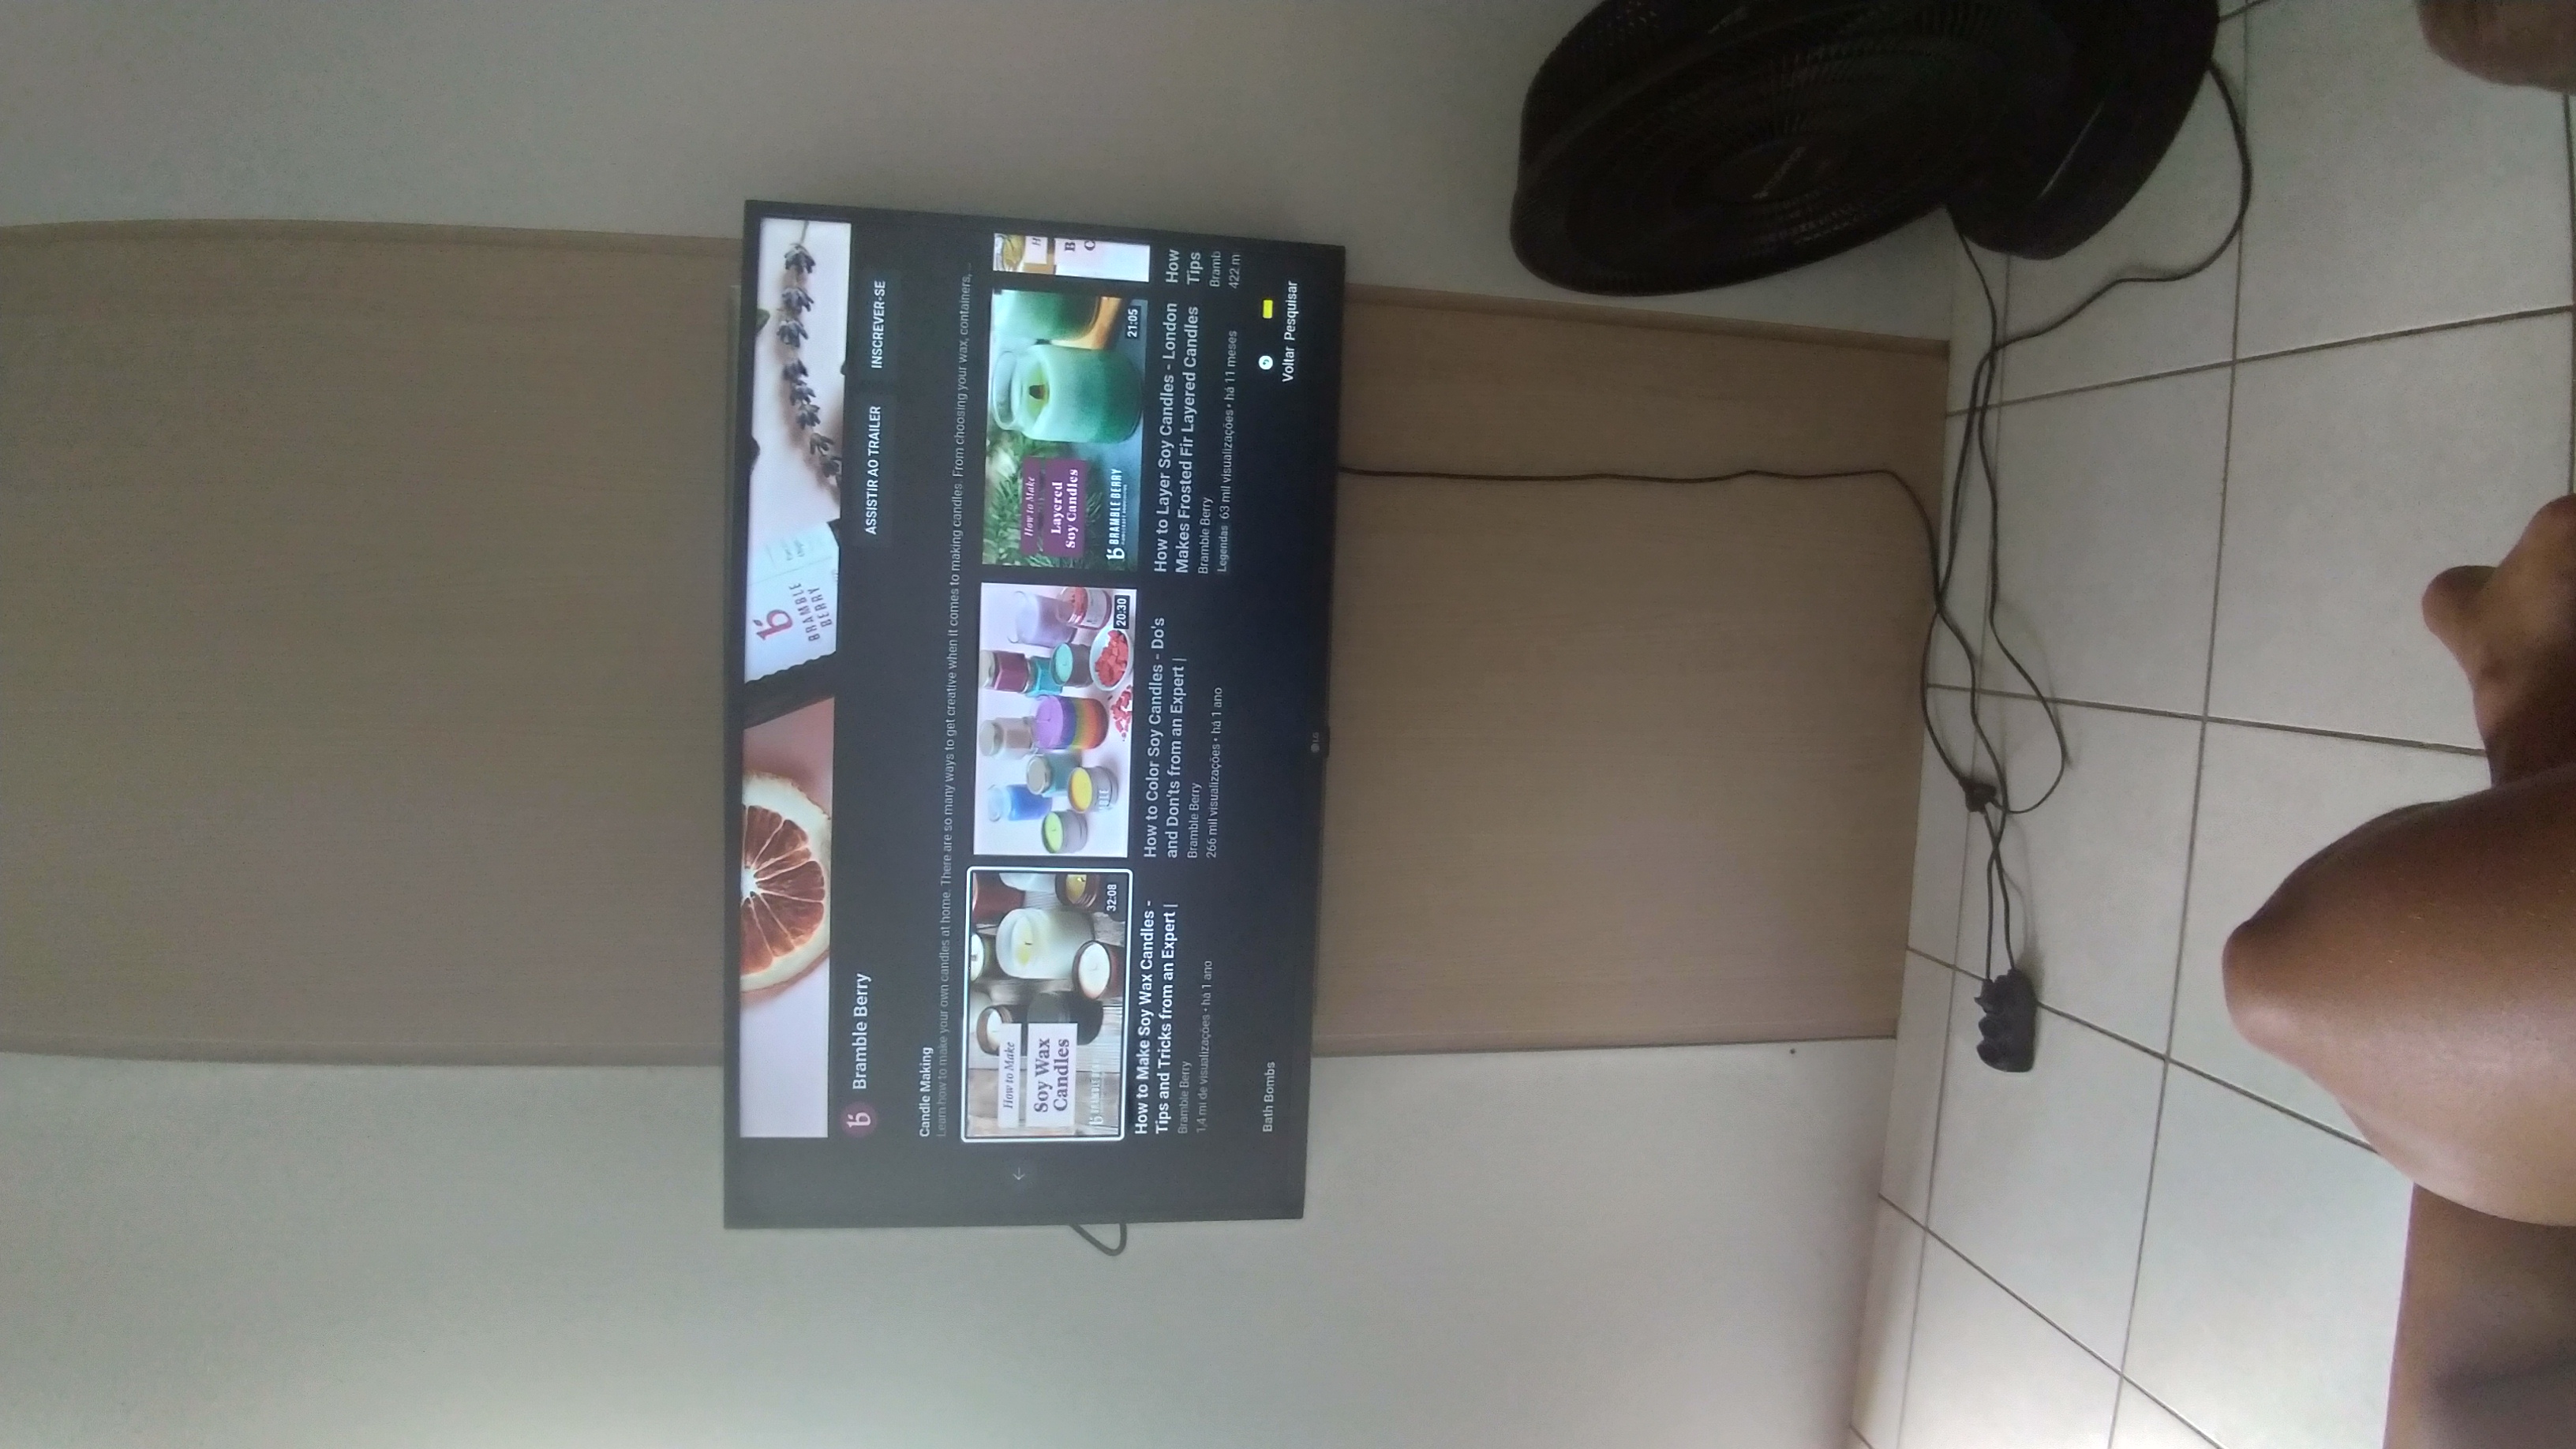 b
BRAMBLE
BERRY
b
Bramble Berry
ASSISTIR AO TRAILER
INSCREVER-SE
Candle Making
Learn how to make your own candles at home. There are so many ways to get creative when it comes to making candles. From choosing your wax, containers, ...
How to Make
Soy Wax
Candles
BRAMBLE BERRY
32:08
20:30
How to Make
Layered
Soy Candles
BRAMBLE BERRY
21:05
H
B
C
How to Make Soy Wax Candles -
Tips and Tricks from an Expert |
Bramble Berry
1,4 mi de visualizações • há 1 ano
How to Color Soy Candles - Do's
and Don'ts from an Expert |
Bramble Berry
266 mil visualizações • há 1 ano
How to Layer Soy Candles - London
Makes Frosted Fir Layered Candles
Bramble Berry
Legendas 63 mil visualizações • há 11 meses
How
Tips
Bramb
422 m
Bath Bombs
Voltar Pesquisar
LG